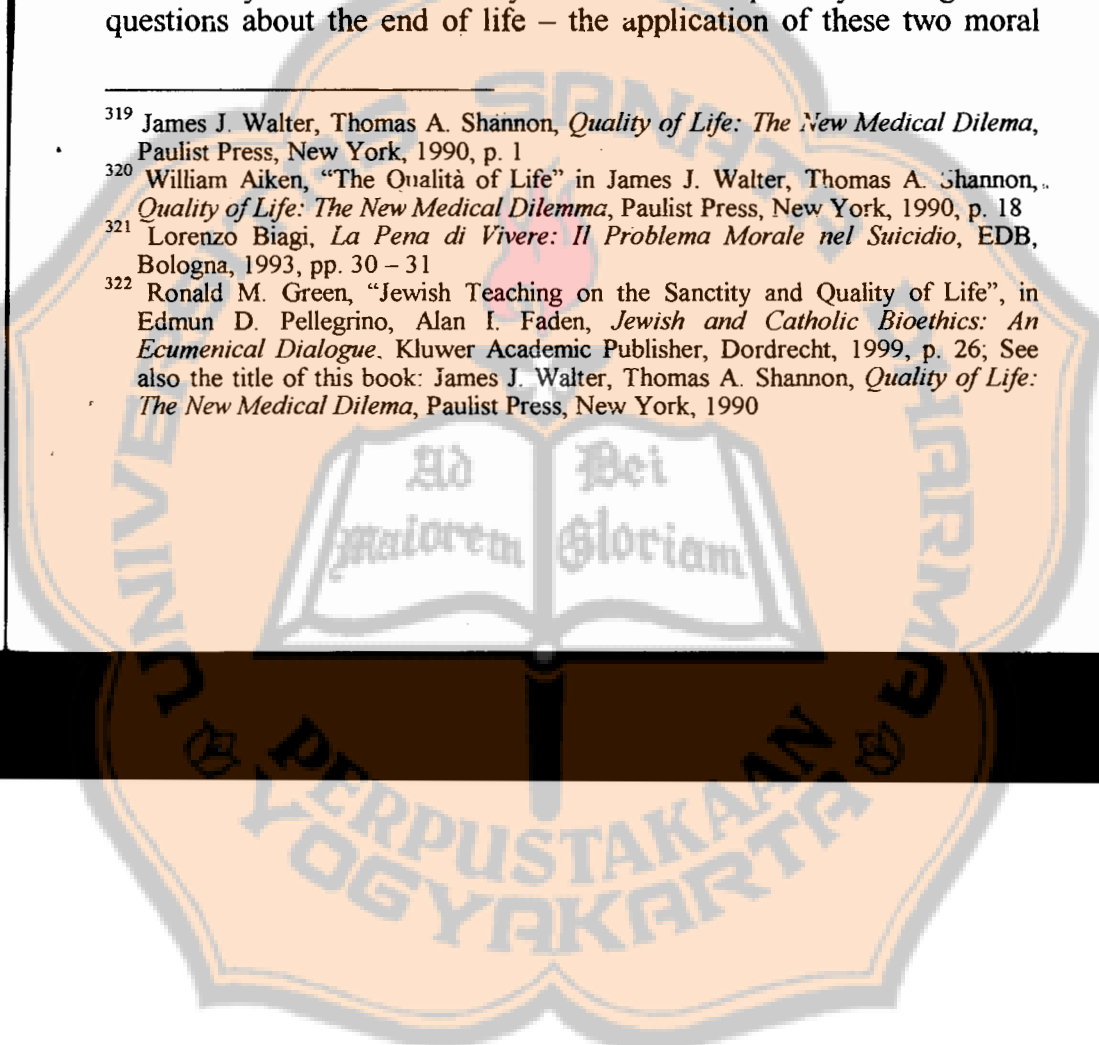 questions about the end of life – the application of these two moral
319 James J. Walter, Thomas A. Shannon, Quality of Life: The New Medical Dilema,
Paulist Press, New York, 1990, p. 1
320 William Aiken, “The Qualità of Life” in James J. Walter, Thomas A. Shannon,
Quality of Life: The New Medical Dilemma, Paulist Press, New York, 1990, p. 18
321 Lorenzo Biagi, La Pena di Vivere: Il Problema Morale nel Suicidio, EDB,
Bologna, 1993, pp. 30 – 31
322 Ronald M. Green, “Jewish Teaching on the Sanctity and Quality of Life”, in
Edmun D. Pellegrino, Alan I. Faden, Jewish and Catholic Bioethics: An
Ecumenical Dialogue. Kluwer Academic Publisher, Dordrecht, 1999, p. 26; See
also the title of this book: James J. Walter, Thomas A. Shannon, Quality of Life:
The New Medical Dilema, Paulist Press, New York, 1990
UNIVERSITAS SANATA DHARMA
Ad Dei
maiorem Gloriam
PERPUSTAKAAN
YOGYAKARTA